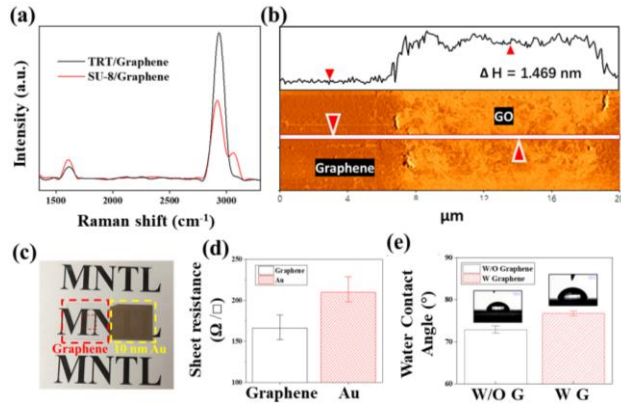 (a)
TRT/Graphene
SU-8/Graphene
Intensity (a.u.)
1500 2000 2500 3000
Raman shift (cm⁻¹)
(b)
Δ H = 1.469 nm
GO
Graphene
0 4 8 12 16 20
μm
(c)
MNTL
MNTL
Graphene 10 nm Au
MNTL
(d)
Sheet resistance
(Ω /□)
250
200
150
100
Graphene
Au
Graphene Au
(e)
Water Contact
Angle (°)
90
80
70
60
W/O Graphene
W Graphene
W/O G W G